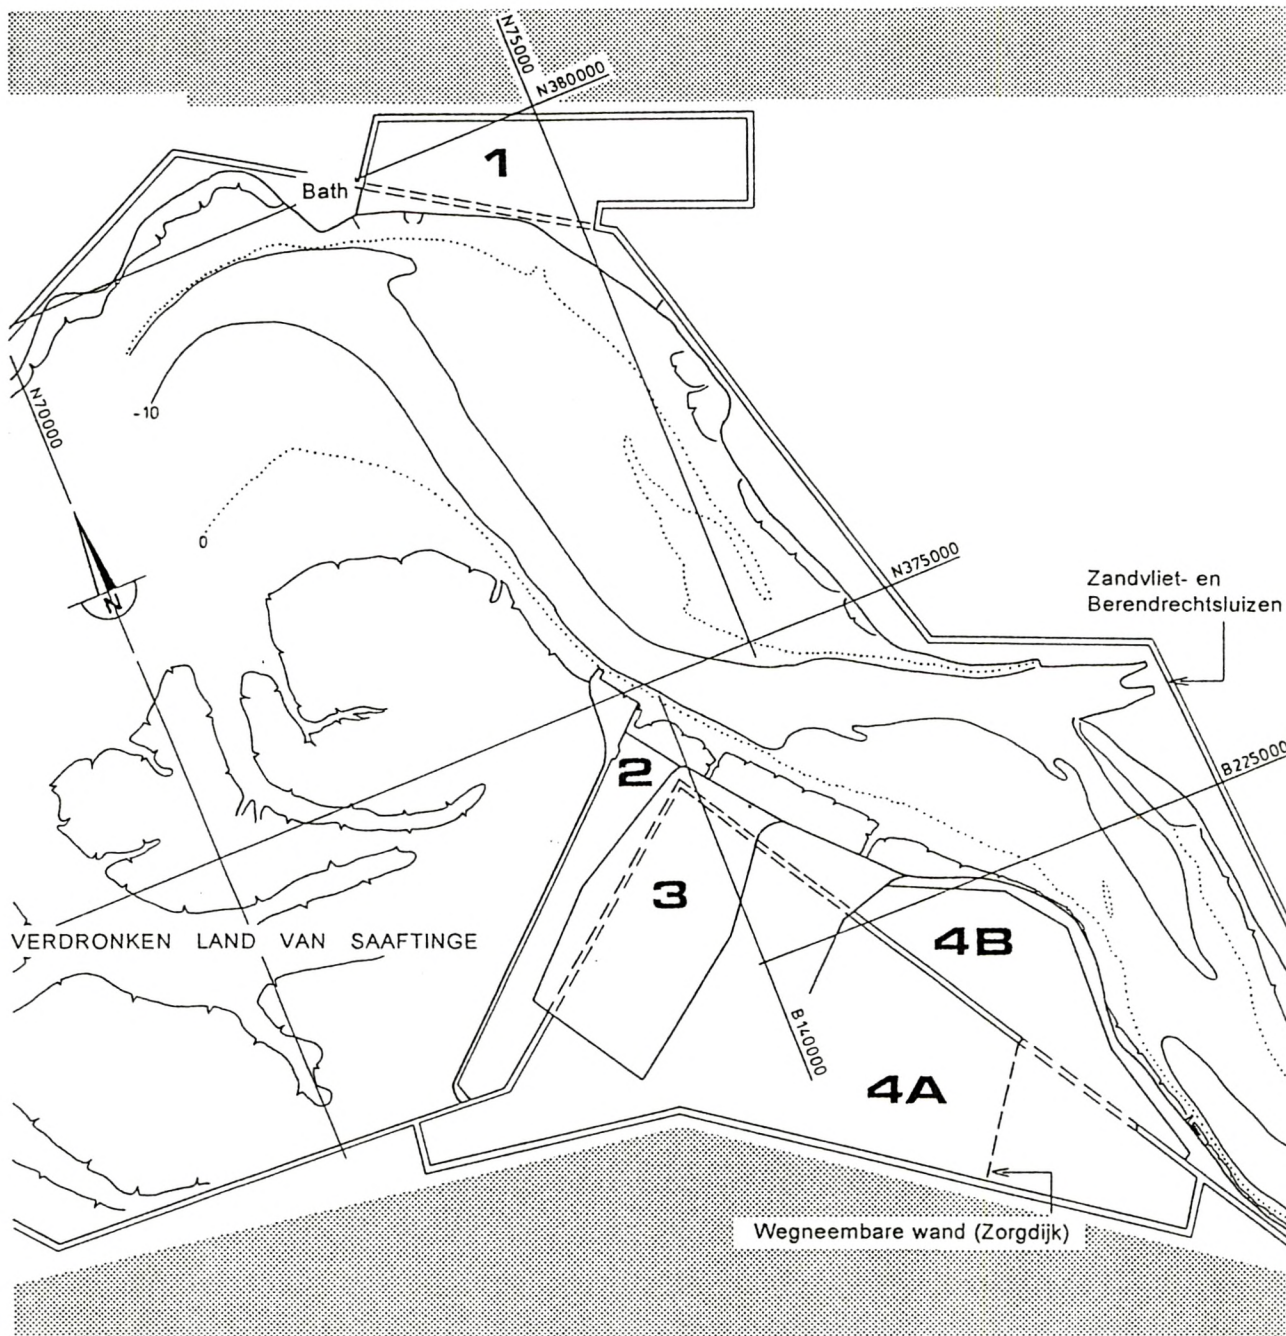 N75000
N380000
1
Bath
N70000
-10
0
N375000
Zandvliet- en
Berendrechtsluizen
N
2
B225000
3
VERDRONKEN LAND VAN SAAFTINGE
4B
B140000
4A
Wegneembare wand (Zorgdijk)